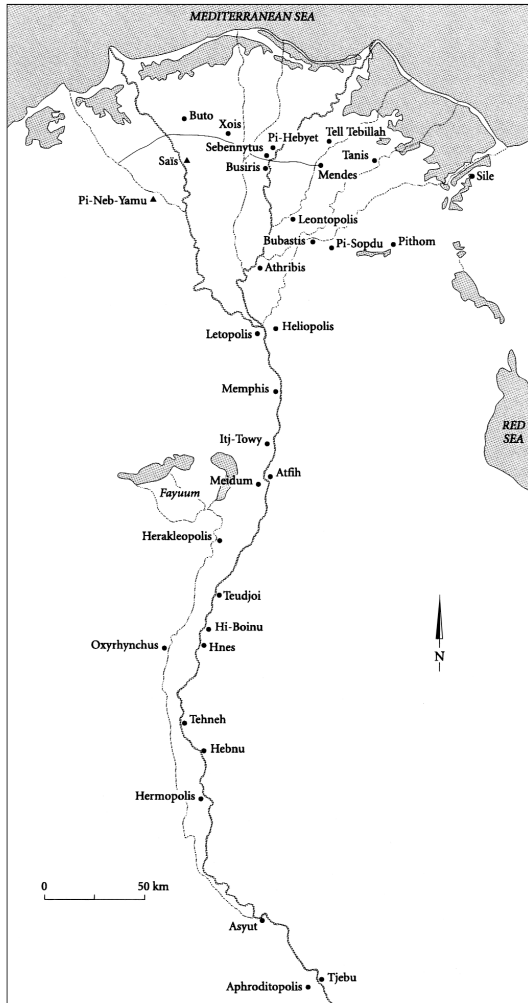 MEDITERRANEAN SEA
Buto
Xois
Pi-Hebyet
Tell Tebillah
Sebennytus
Tanis
Saïs
Busiris
Mendes
Sile
Pi-Neb-Yamu
Leontopolis
Bubastis
Pi-Sopdu
Pithom
Athribis
Letopolis
Heliopolis
Memphis
RED
SEA
Itj-Towy
Meidum
Atfih
Fayuum
Herakleopolis
Teudjoi
Hi-Boinu
Oxyrhynchus
Hnes
N
Tehneh
Hebnu
Hermopolis
0
50 km
Asyut
Tjebu
Aphroditopolis